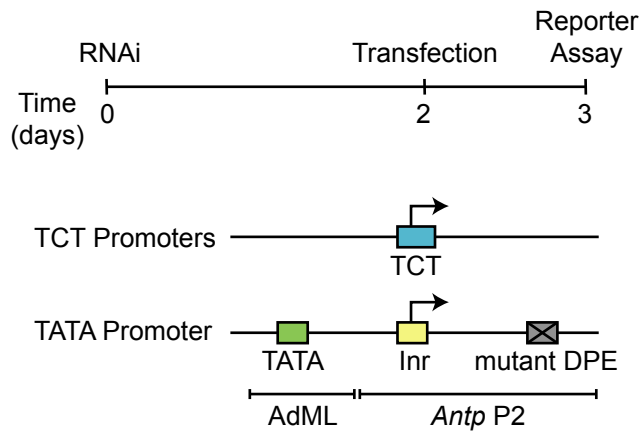 RNAi
Transfection
Reporter
Assay
Time
(days)
0
2
3
TCT Promoters
TCT
TATA Promoter
TATA
Inr
mutant DPE
AdML
Antp P2